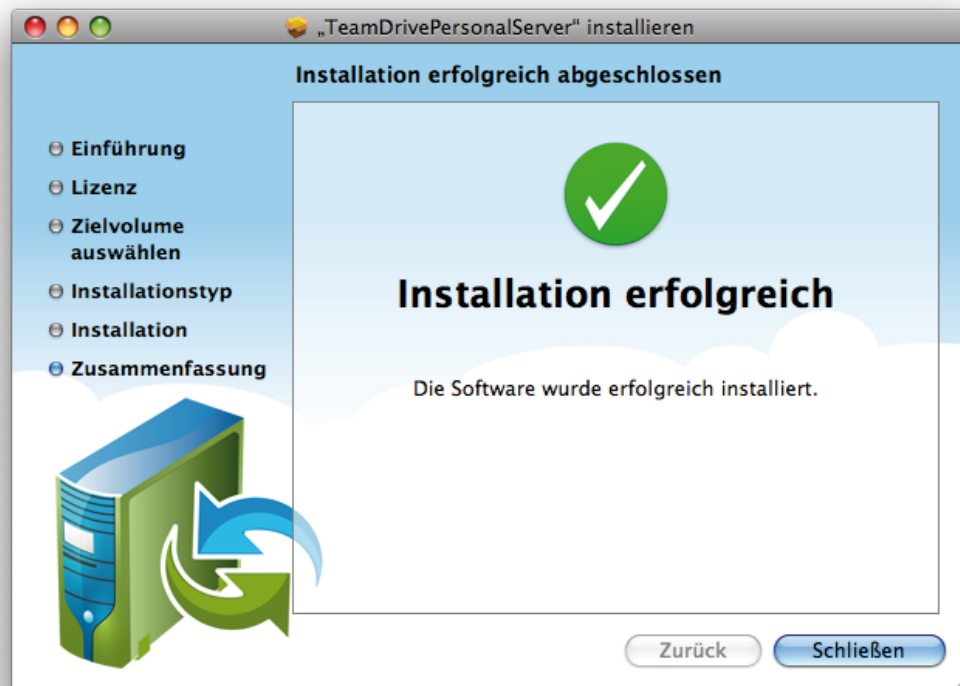 „TeamDrivePersonalServer“ installieren
Installation erfolgreich abgeschlossen
Einführung
Lizenz
Zielvolume
auswählen
Installationstyp
Installation
Zusammenfassung
Installation erfolgreich
Die Software wurde erfolgreich installiert.
Zurück
Schließen